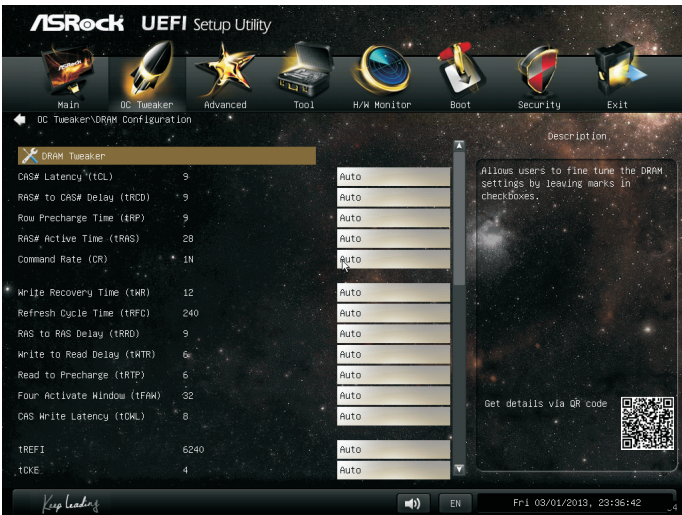 ASRock UEFI Setup Utility
ASRock
Main OC Tweaker Advanced Tool H/W Monitor Boot Security Exit
OC Tweaker\DRAM Configuration
Description
DRAM Tweaker
Allows users to fine tune the DRAM
settings by leaving marks in
checkboxes.
CAS# Latency (tCL) 9 Auto
RAS# to CAS# Delay (tRCD) 9 Auto
Row Precharge Time (tRP) 9 Auto
RAS# Active Time (tRAS) 28 Auto
Command Rate (CR) 1N Auto
Write Recovery Time (tWR) 12 Auto
Refresh Cycle Time (tRFC) 240 Auto
RAS to RAS Delay (tRRD) 9 Auto
Write to Read Delay (tWTR) 6 Auto
Read to Precharge (tRTP) 6 Auto
Four Activate Window (tFAW) 32 Auto
CAS Write Latency (tCWL) 8 Auto
Get details via QR code
tREFI 6240 Auto
tCKE 4 Auto
Keep Leading
EN
Fri 03/01/2013, 23:36:42